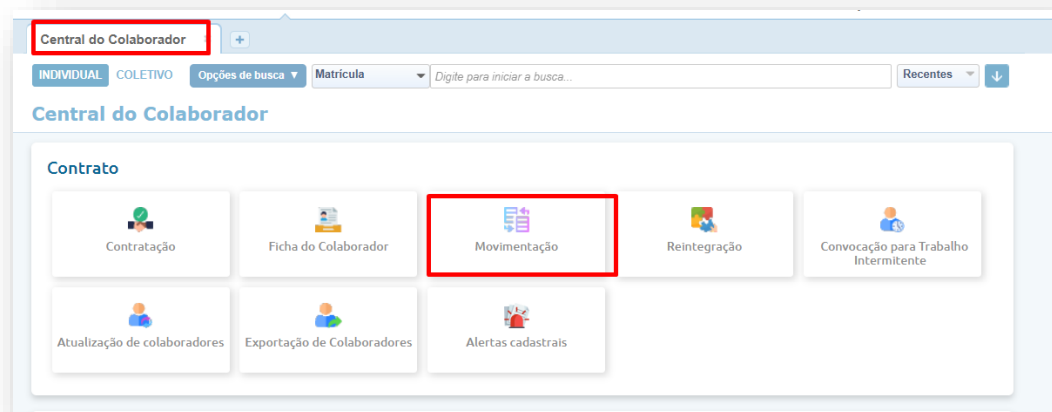 Central do Colaborador
+
INDIVIDUAL COLETIVO Opções de busca ▼ Matrícula Digite para iniciar a busca... Recentes
Central do Colaborador
Contrato
Contratação
Ficha do Colaborador
Movimentação
Reintegração
Convocação para Trabalho
Intermitente
Atualização de colaboradores
Exportação de Colaboradores
Alertas cadastrais